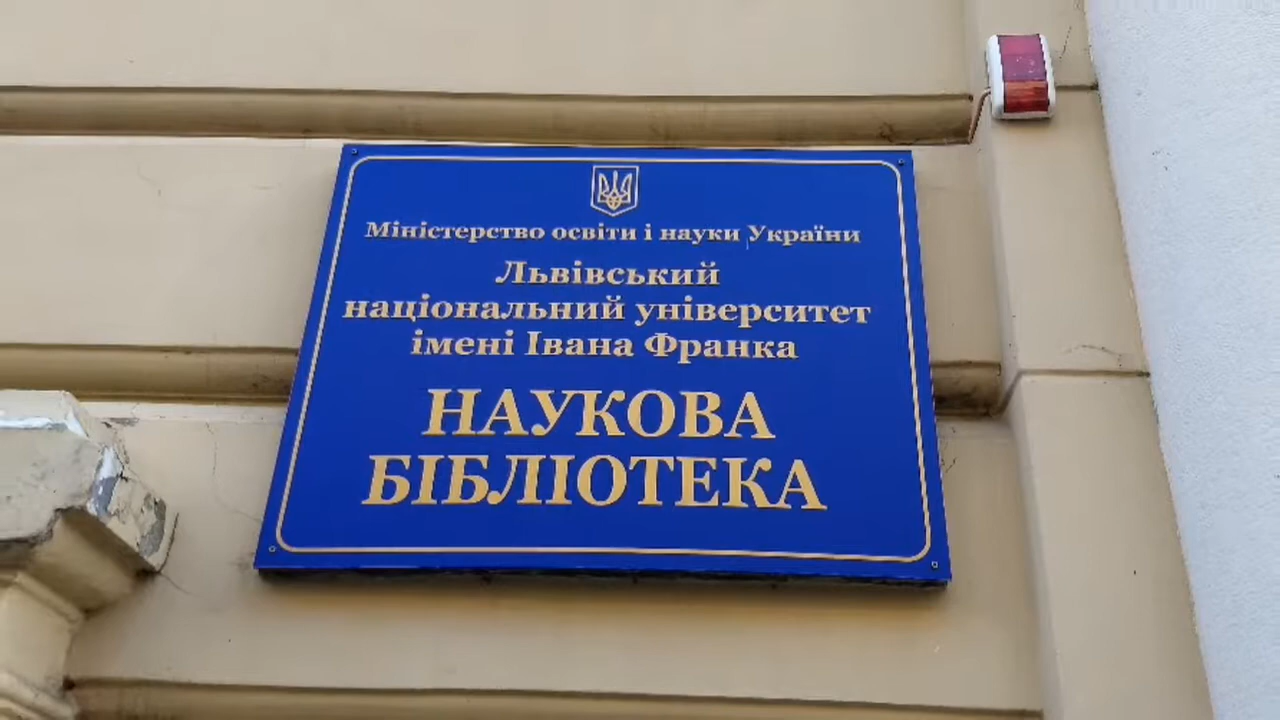 Міністерство освіти і науки України
Львівський
національний університет
імені Івана Франка
НАУКОВА
БІБЛІОТЕКА